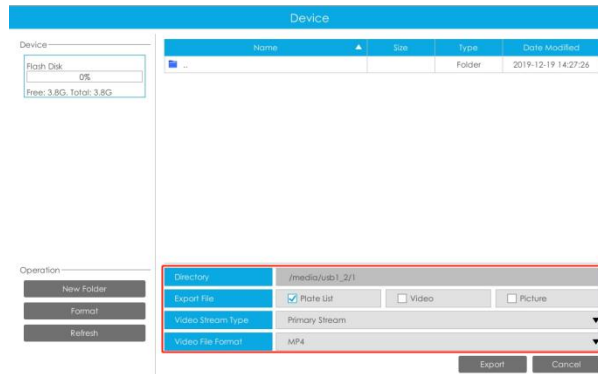 Device
Device
Flash Disk
0%
Free: 3.8G, Total: 3.8G
Name Size Type Date Modified
.. Folder 2019-12-19 14:27:26
Operation
New Folder
Format
Refresh
Directory /media/usb1_2/1
Export File Plate List Video Picture
Video Stream Type Primary Stream
Video File Format MP4
Export Cancel